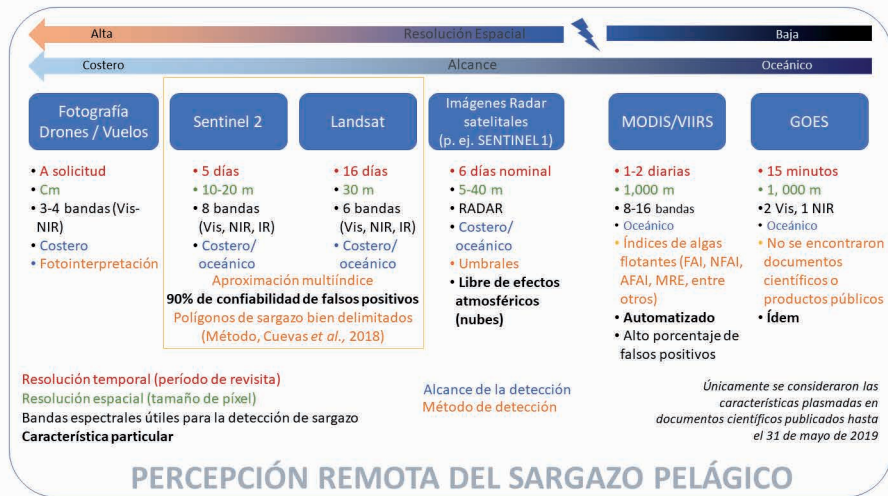 Alta
Resolución Espacial
Baja
Costero
Alcance
Oceánico
Fotografía
Drones / Vuelos
• A solicitud
• Cm
• 3-4 bandas (Vis-
NIR)
• Costero
• Fotointerpretación
Sentinel 2
• 5 días
• 10-20 m
• 8 bandas
(Vis, NIR, IR)
• Costero/
oceánico
Landsat
• 16 días
• 30 m
• 6 bandas
(Vis, NIR, IR)
• Costero/
oceánico
Aproximación multiíndice
90% de confiabilidad de falsos positivos
Polígonos de sargazo bien delimitados
(Método, Cuevas et al., 2018)
Imágenes Radar
satelitales
(p. ej. SENTINEL 1)
• 6 días nominal
• 5-40 m
• RADAR
• Costero/
oceánico
• Umbrales
• Libre de efectos
atmosféricos
(nubes)
MODIS/VIIRS
• 1-2 diarias
• 1,000 m
• 8-16 bandas
• Oceánico
• Índices de algas
flotantes (FAI, NFAI,
AFAI, MRE, entre
otros)
• Automatizado
• Alto porcentaje de
falsos positivos
GOES
• 15 minutos
• 1, 000 m
•2 Vis, 1 NIR
• Oceánico
• No se encontraron
documentos
científicos o
productos públicos
• Ídem
Resolución temporal (período de revisita)
Resolución espacial (tamaño de píxel)
Bandas espectrales útiles para la detección de sargazo
Característica particular
Alcance de la detección
Método de detección
Únicamente se consideraron las
características plasmadas en
documentos científicos publicados hasta
el 31 de mayo de 2019
PERCEPCIÓN REMOTA DEL SARGAZO PELÁGICO